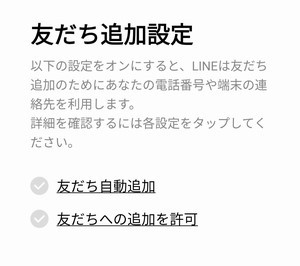 友だち追加設定
以下の設定をオンにすると、LINEは友だち
追加のためにあなたの電話番号や端末の連
絡先を利用します。
詳細を確認するには各設定をタップしてく
ださい。
友だち自動追加
友だちへの追加を許可